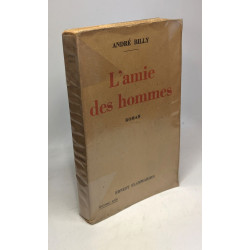 ANDRÉ BILLY
L'amie
des hommes
ROMAN